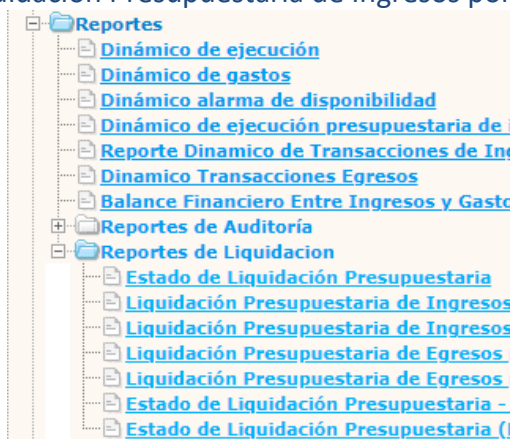 Presupuestaria de Ingresos
Reportes
Dinámico de ejecución
Dinámico de gastos
Dinámico alarma de disponibilidad
Dinámico de ejecución presupuestaria de
Reporte Dinamico de Transacciones de
Dinamico Transacciones Egresos
Balance Financiero Entre Ingresos y
Reportes de Auditoría
Reportes de Liquidacion
Estado de Liquidación Presupuestaria
Liquidación Presupuestaria de Ingresos
Liquidación Presupuestaria de Ingresos
Liquidación Presupuestaria de Egresos
Liquidación Presupuestaria de Egresos
Estado de Liquidación Presupuestaria -
Estado de Liquidación Presupuestaria